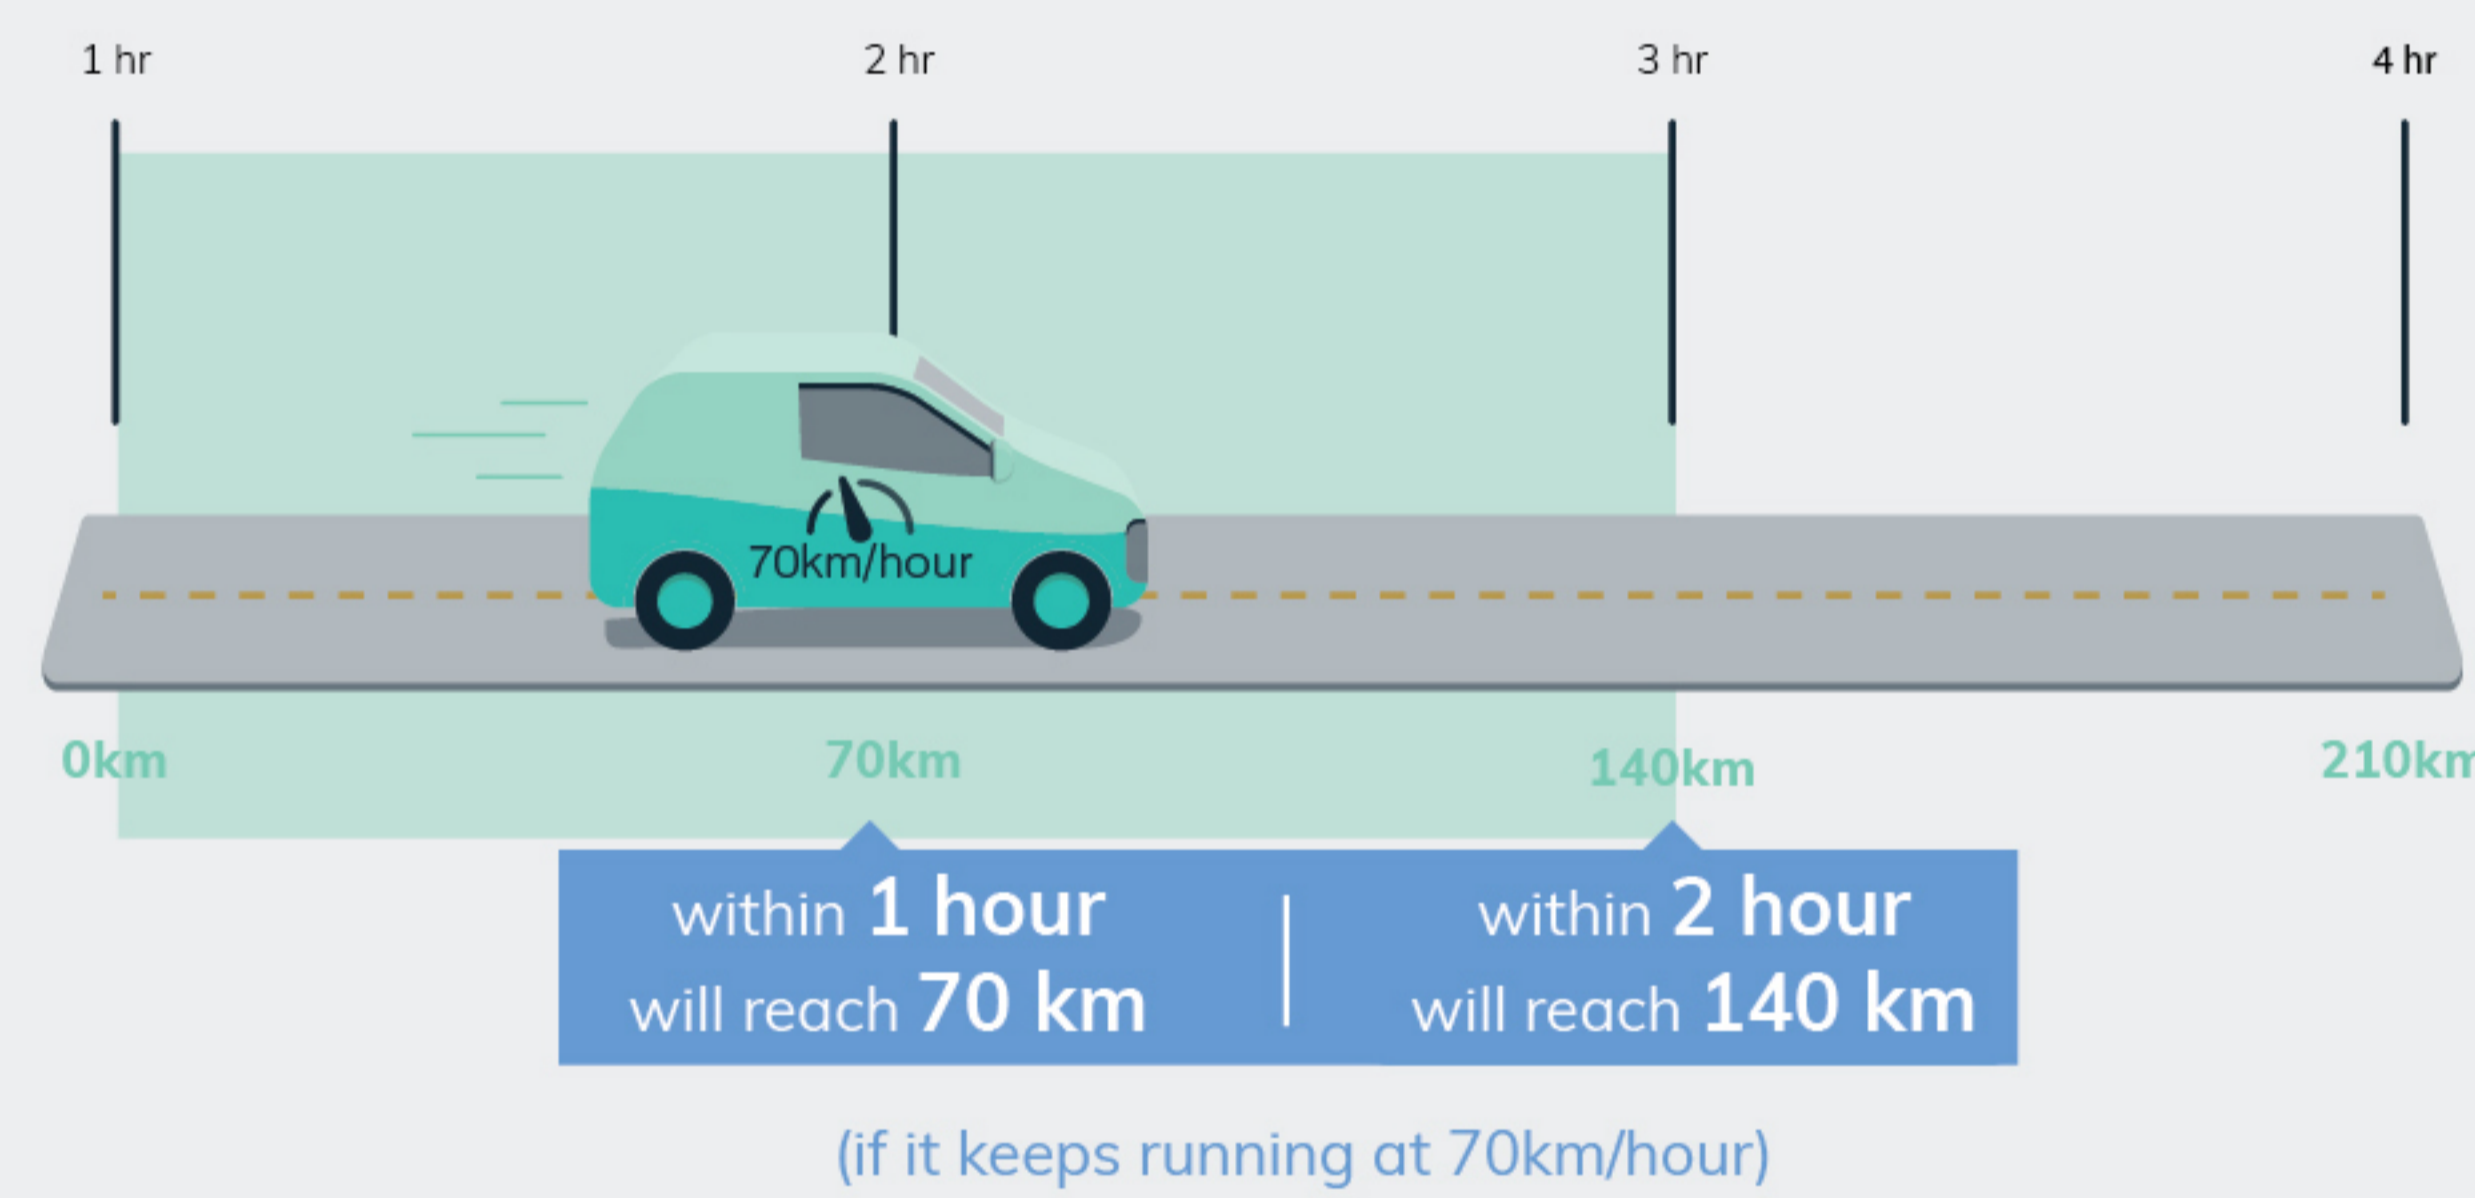 1 hr
2 hr
3 hr
4 hr
70km/hour
0km
70km
140km
210km
within 1 hour
will reach 70 km
within 2 hour
will reach 140 km
(if it keeps running at 70km/hour)